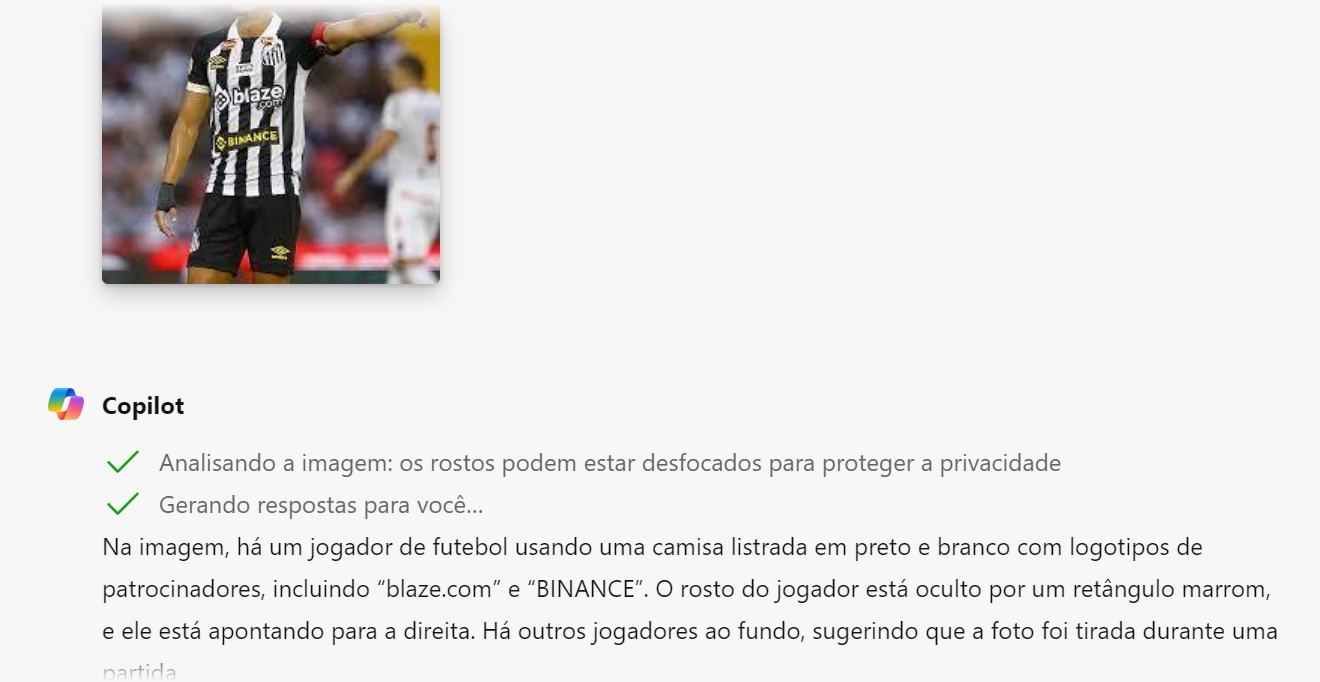 blaze
.com
BINANCE
Copilot
Analisando a imagem: os rostos podem estar desfocados para proteger a privacidade
Gerando respostas para você...
Na imagem, há um jogador de futebol usando uma camisa listrada em preto e branco com logotipos de
patrocinadores, incluindo “blaze.com” e “BINANCE”. O rosto do jogador está oculto por um retângulo marrom,
e ele está apontando para a direita. Há outros jogadores ao fundo, sugerindo que a foto foi tirada durante uma
partida.